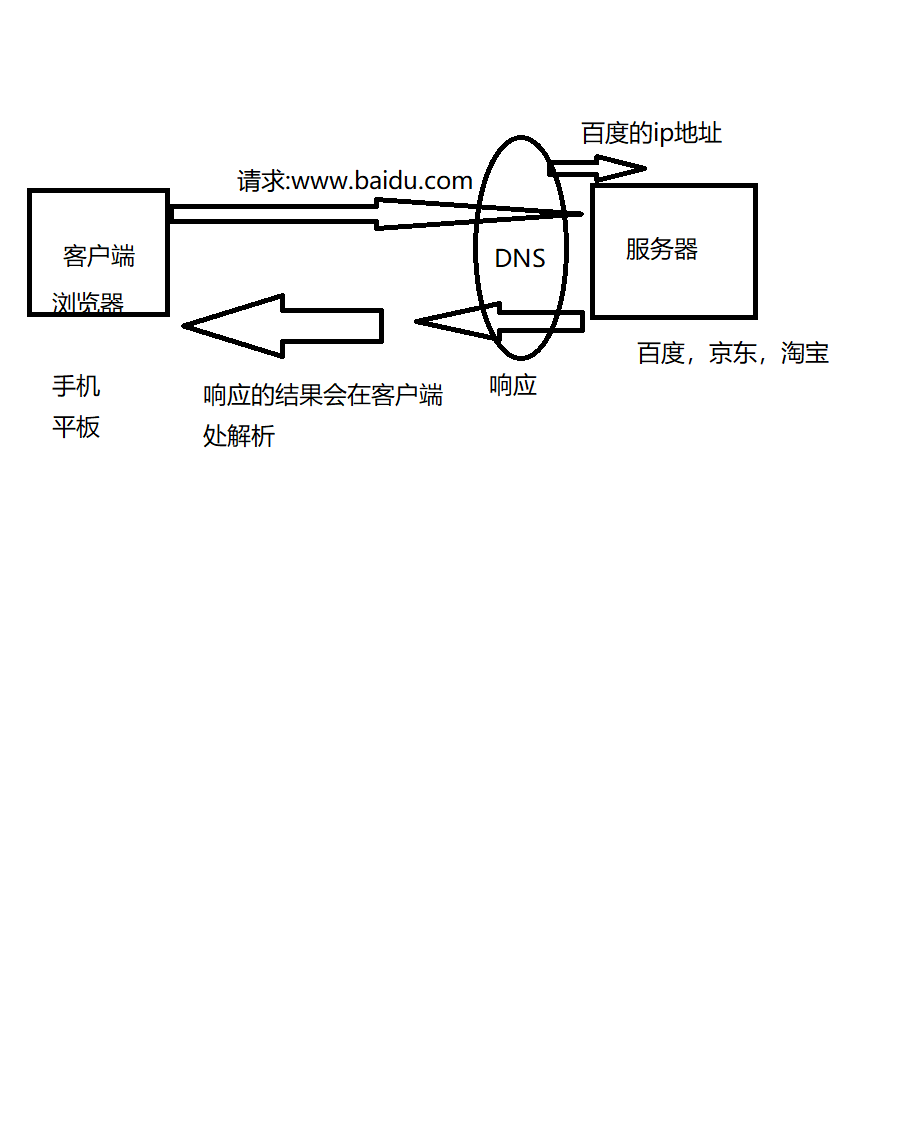 百度的ip地址
请求:www.baidu.com
客户端
浏览器
DNS
服务器
百度，京东，淘宝
手机
平板
响应的结果会在客户端
处解析
响应